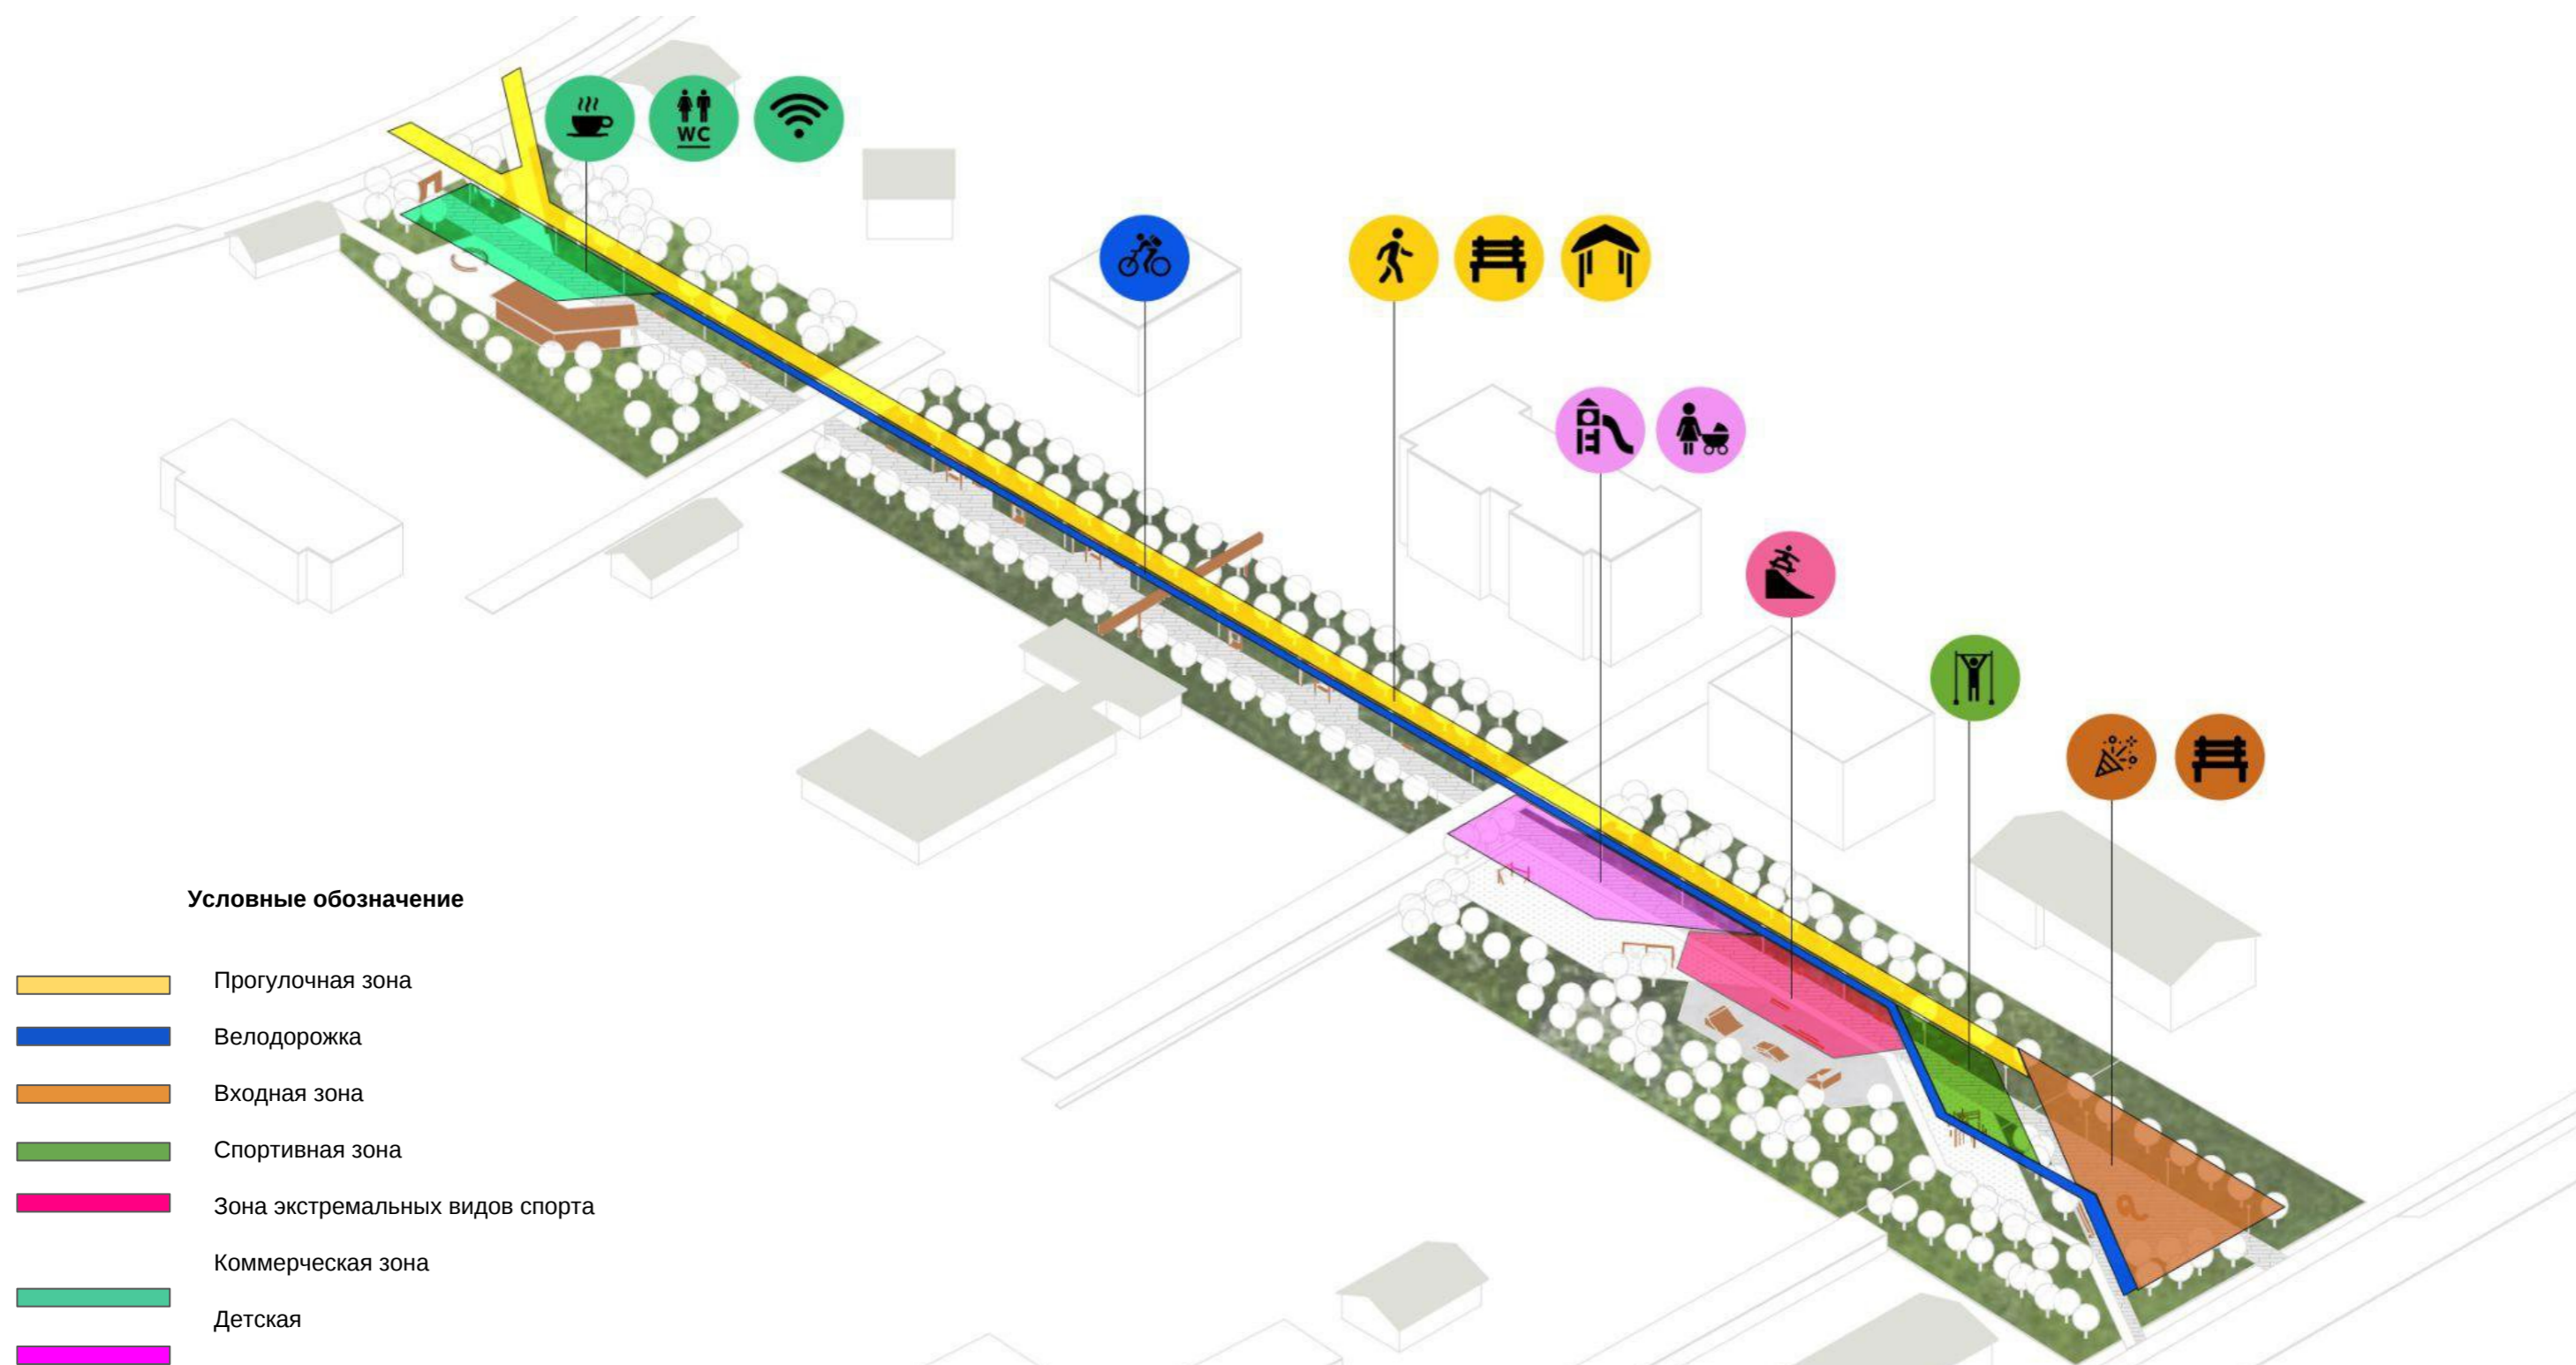 WC
Условные обозначение
Прогулочная зона
Велодорожка
Входная зона
Спортивная зона
Зона экстремальных видов спорта
Коммерческая зона
Детская